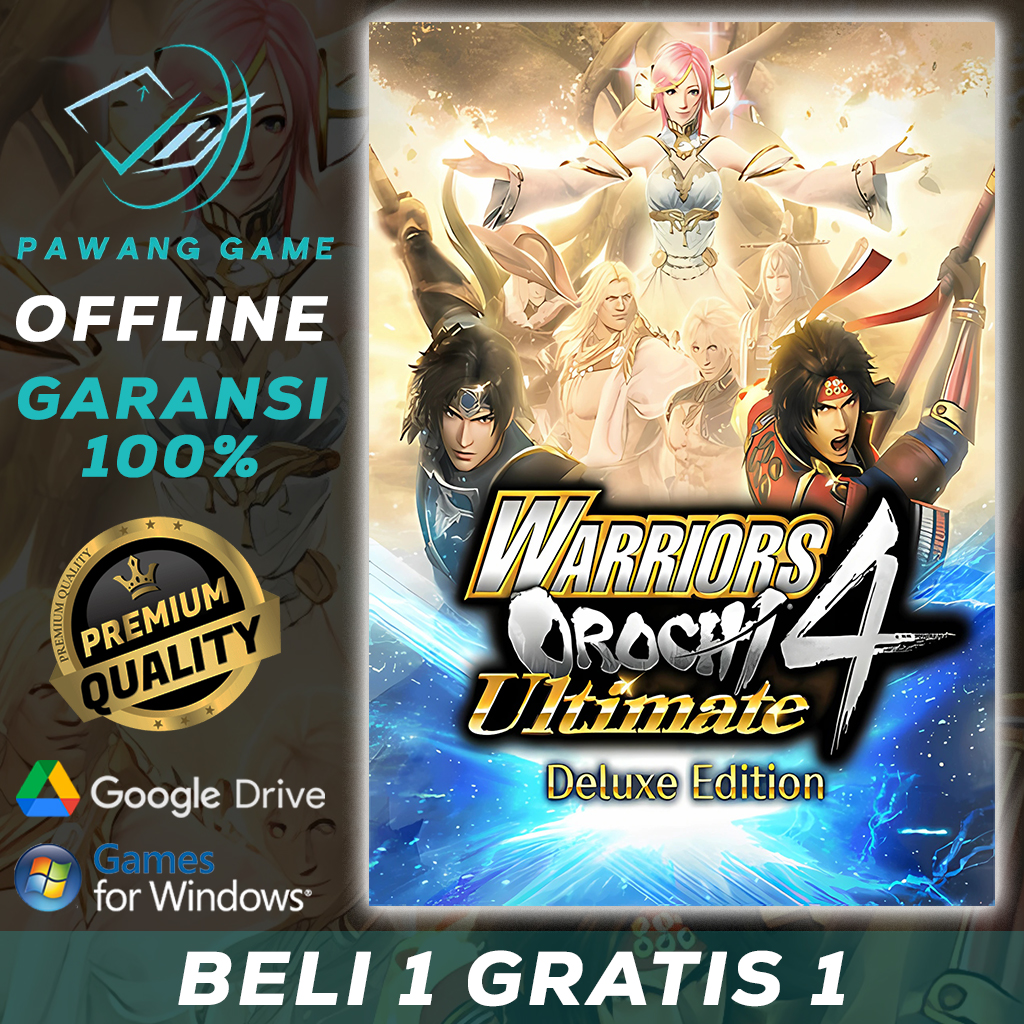 PAWANG GAME
OFFLINE
GARANSI
100%
PREMIUM QUALITY
PREMIUM
QUALITY
Google Drive
Games
for Windows®
WARRIORS
OROCHI 4
Ultimate
Deluxe Edition
BELI 1 GRATIS 1